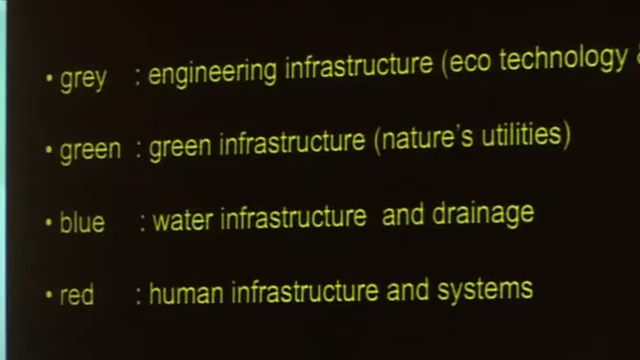 • grey : engineering infrastructure (eco technology
• green : green infrastructure (nature's utilities)
• blue : water infrastructure and drainage
• red : human infrastructure and systems